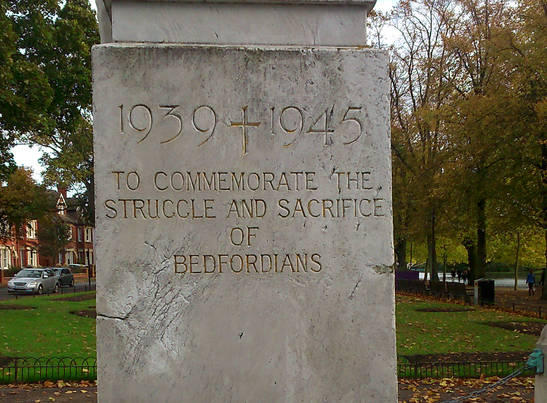 1939 + 1945
TO COMMEMORATE THE
STRUGGLE AND SACRIFICE
OF
BEDFORDIANS